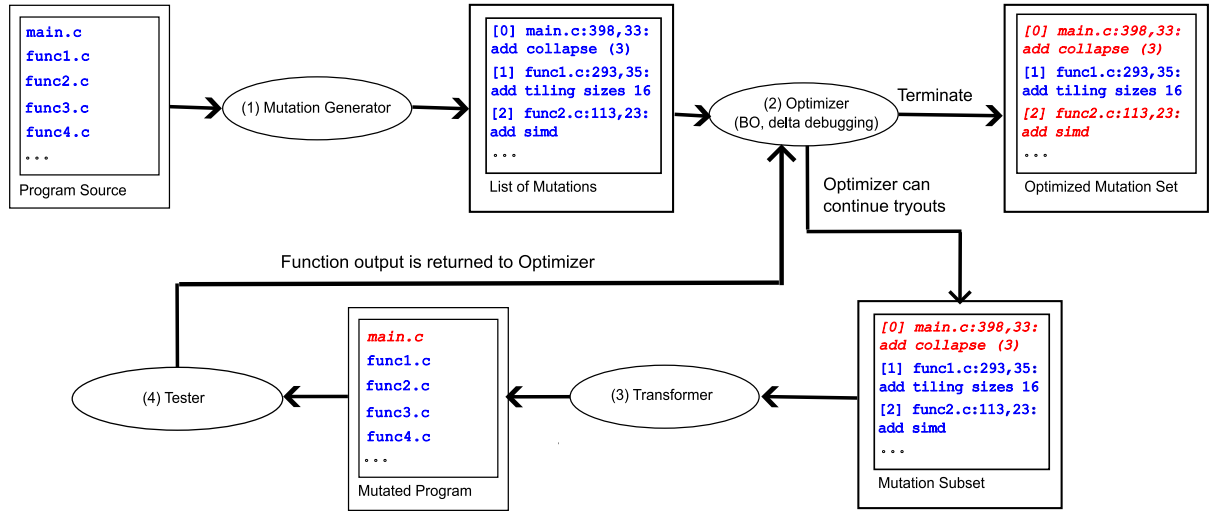 main.c
func1.c
func2.c
func3.c
func4.c
...
Program Source
(1) Mutation Generator
[0] main.c:398,33:
add collapse (3)
[1] func1.c:293,35:
add tiling sizes 16
[2] func2.c:113,23:
add simd
...
List of Mutations
(2) Optimizer
(BO, delta debugging)
Terminate
[0] main.c:398,33:
add collapse (3)
[1] func1.c:293,35:
add tiling sizes 16
[2] func2.c:113,23:
add simd
...
Optimized Mutation Set
Optimizer can
continue tryouts
Function output is returned to Optimizer
[0] main.c:398,33:
add collapse (3)
[1] func1.c:293,35:
add tiling sizes 16
[2] func2.c:113,23:
add simd
...
Mutation Subset
(3) Transformer
main.c
func1.c
func2.c
func3.c
func4.c
...
Mutated Program
(4) Tester